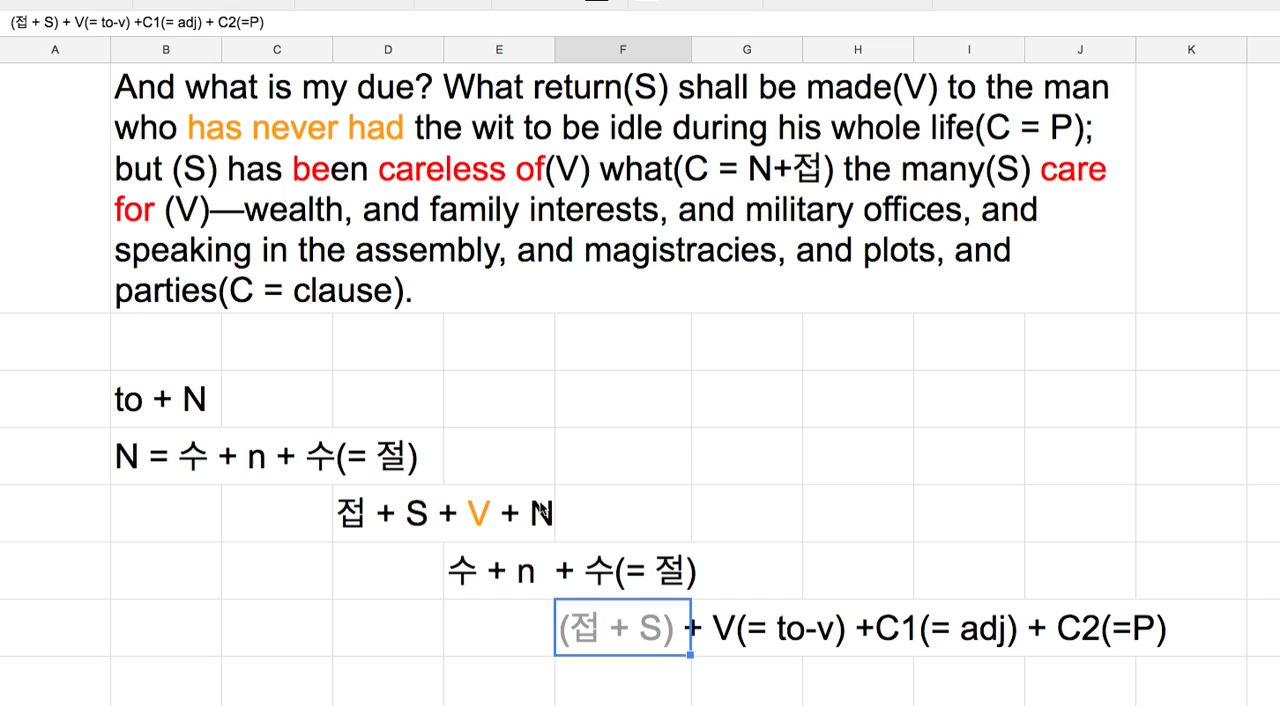 (접 + S) + V(= to-v) +C1(= adj) + C2(=P)
A B C D E F G H I J K
And what is my due? What return(S) shall be made(V) to the man
who has never had the wit to be idle during his whole life(C = P);
but (S) has been careless of(V) what(C = N+접) the many(S) care
for (V)—wealth, and family interests, and military offices, and
speaking in the assembly, and magistracies, and plots, and
parties(C = clause).
to + N
N = 수 + n + 수(= 절)
접 + S + V + N
수 + n + 수(= 절)
(접 + S) + V(= to-v) +C1(= adj) + C2(=P)